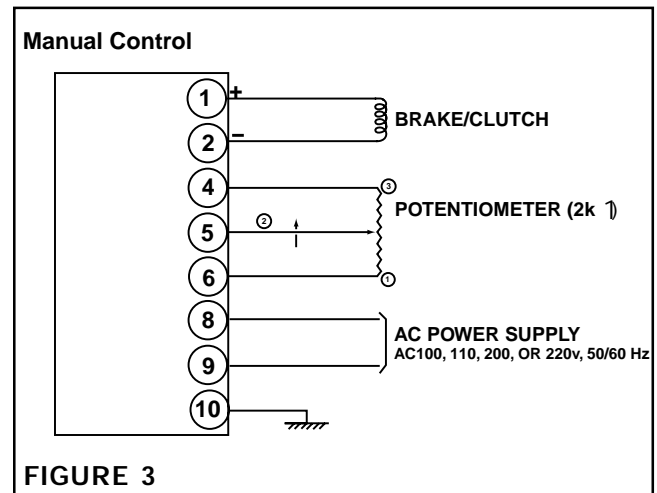 Manual Control
1
+
BRAKE/CLUTCH
2
−
4
3
POTENTIOMETER (2k )
5
2
6
1
8
AC POWER SUPPLY
AC100, 110, 200, OR 220v, 50/60 Hz
9
10
FIGURE 3